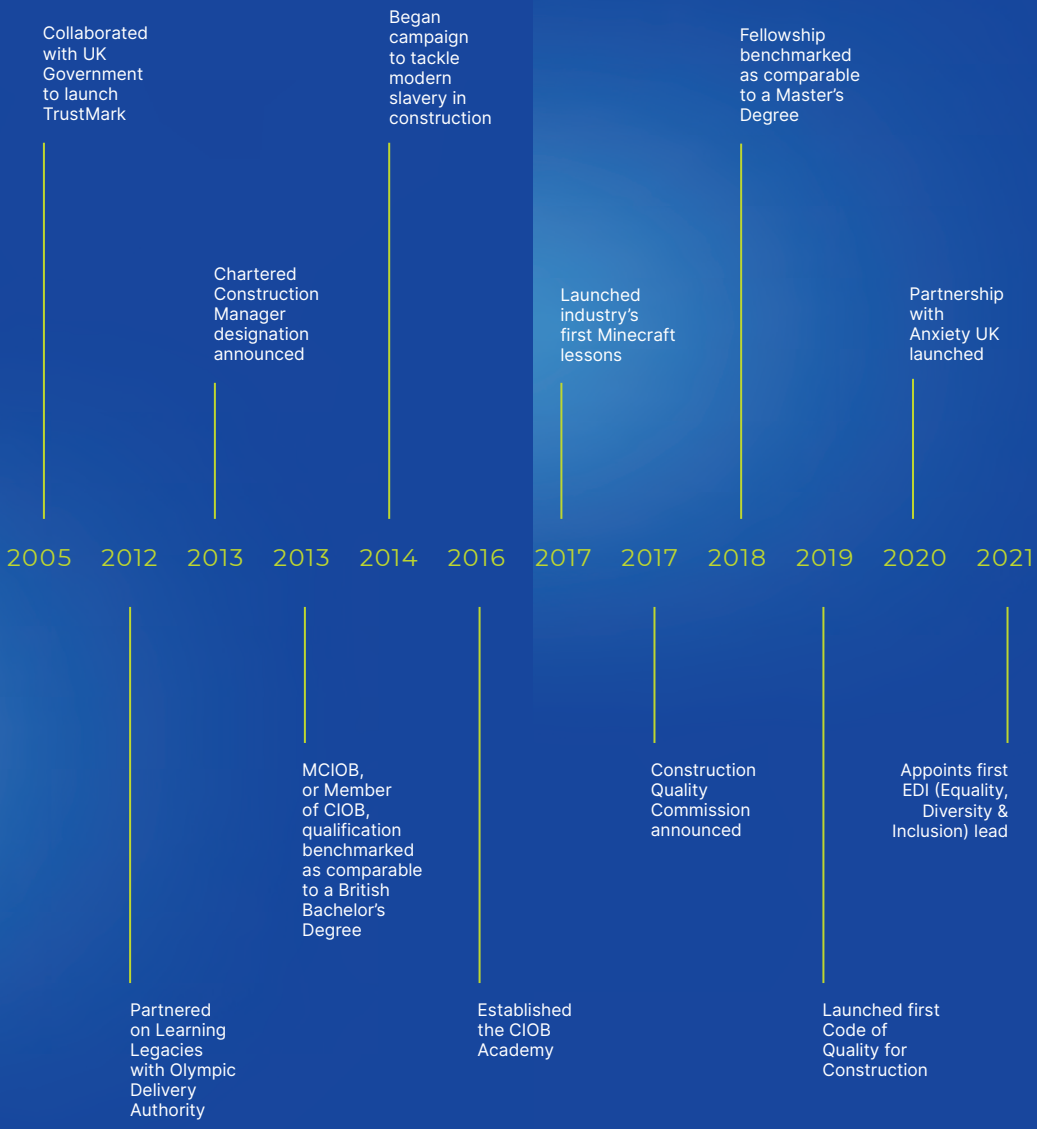 Collaborated
with UK
Government
to launch
TrustMark
Began
campaign
to tackle
modern
slavery in
construction
Fellowship
benchmarked
as comparable
to a Master’s
Degree
Chartered
Construction
Manager
designation
announced
Launched
industry’s
first Minecraft
lessons
Partnership
with
Anxiety UK
launched
2005 2012 2013 2013 2014 2016 2017 2017 2018 2019 2020 2021
MCIOB,
or Member
of CIOB,
qualification
benchmarked
as comparable
to a British
Bachelor’s
Degree
Construction
Quality
Commission
announced
Appoints first
EDI (Equality,
Diversity &
Inclusion) lead
Partnered
on Learning
Legacies
with Olympic
Delivery
Authority
Established
the CIOB
Academy
Launched first
Code of
Quality for
Construction